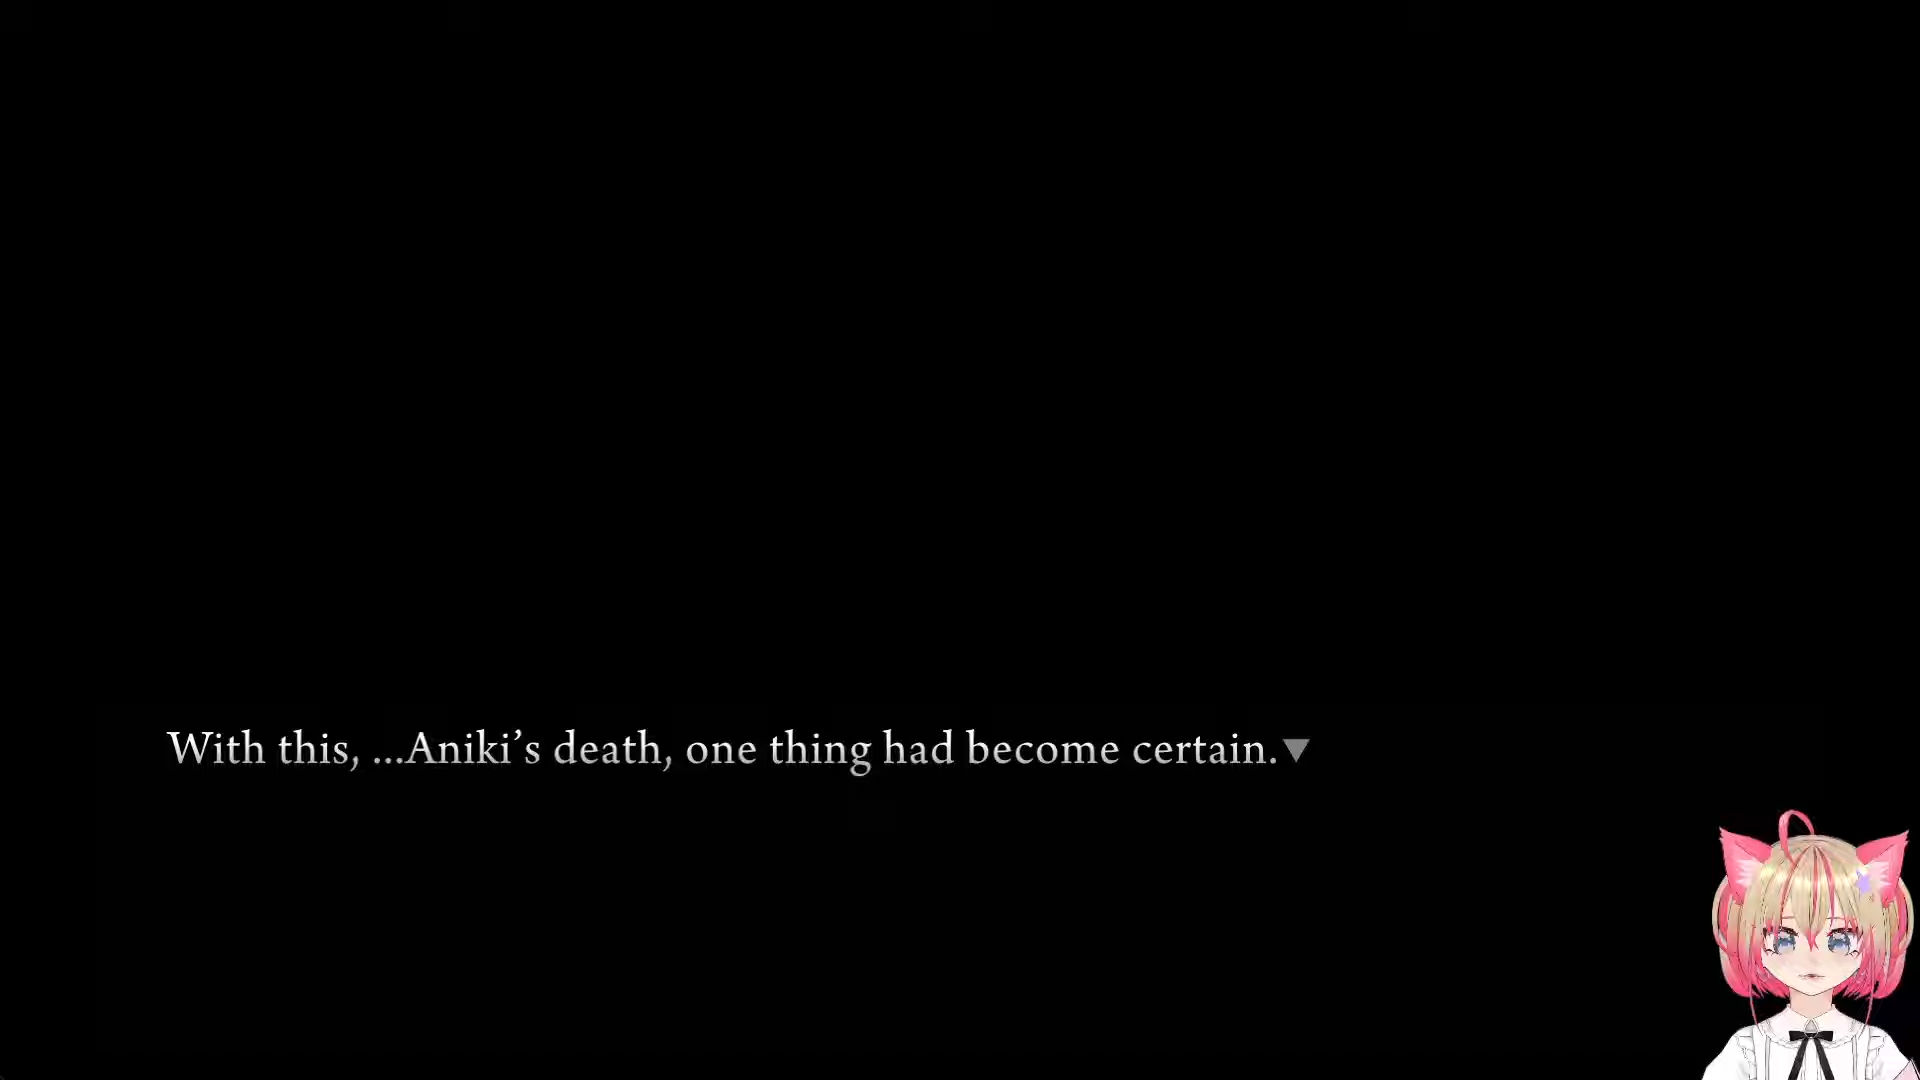 With this, ...Aniki’s death, one thing had become certain.